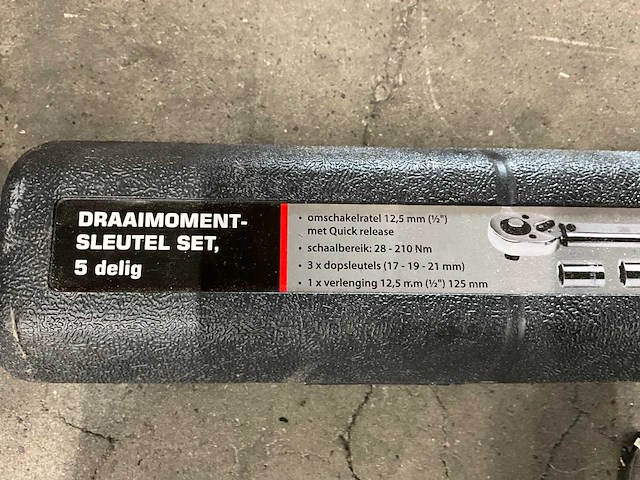 DRAAIMOMENT-
SLEUTEL SET,
5 delig
• omschakelratel 12,5 mm (½")
met Quick release
• schaalbereik: 28 - 210 Nm
• 3 x dopsleutels (17 - 19 - 21 mm)
• 1 x verlenging 12,5 mm (½") 125 mm